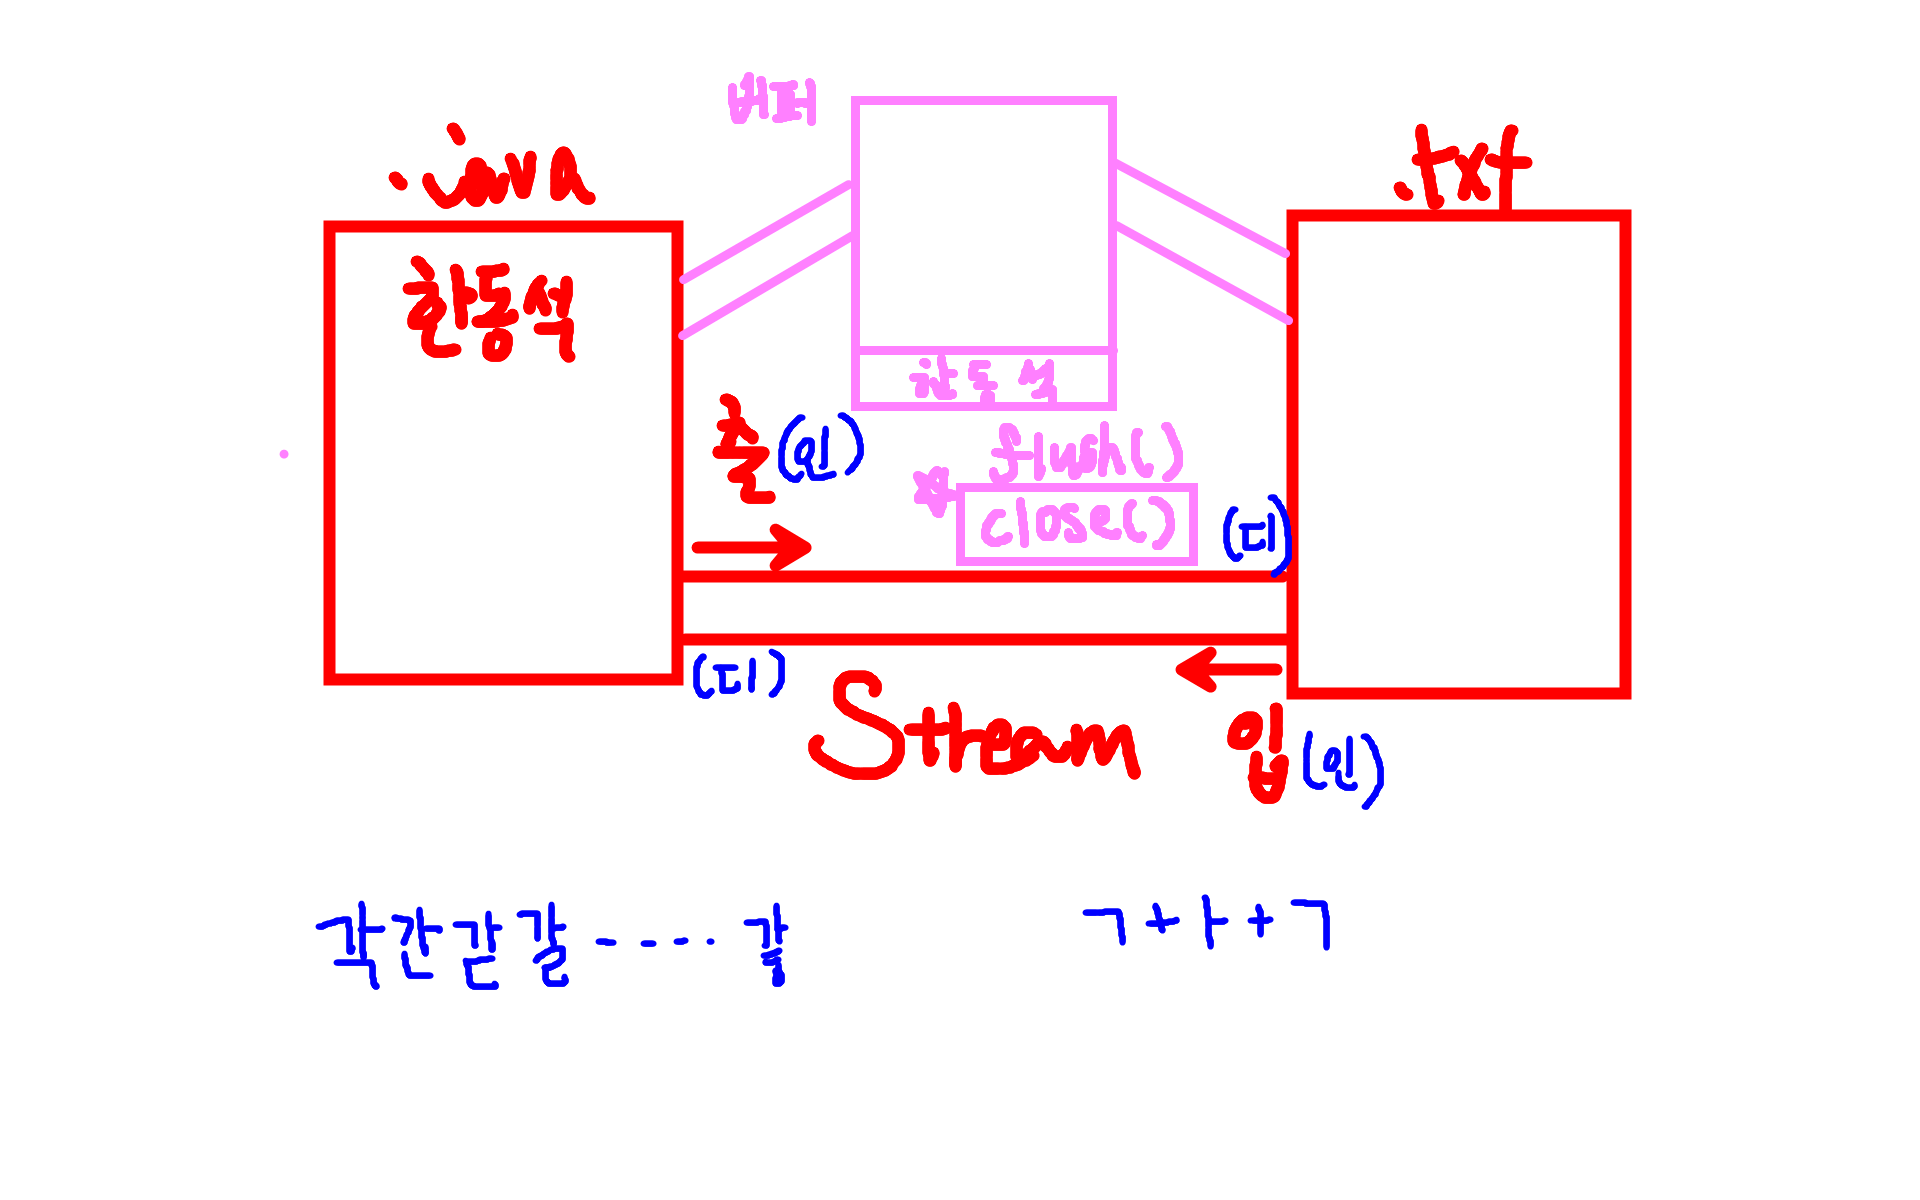 버퍼
.java
.txt
한동석
한동석
출 (인)
flush()
close()
(디)
(디)
Stream
입 (인)
각 간 갇 갈 ---- 갛
ㄱ + ㅏ + ㄱ